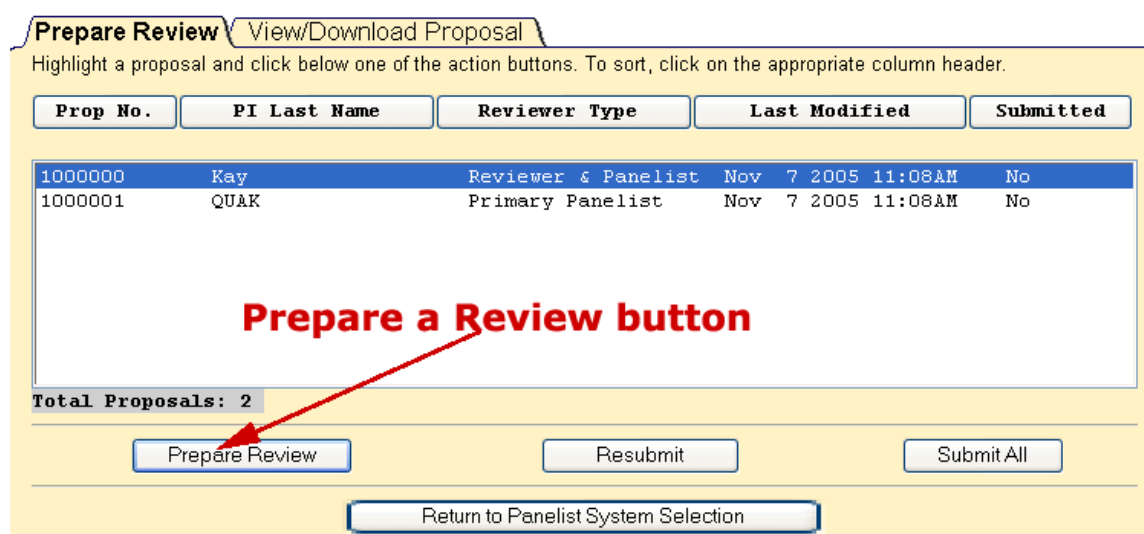 Prepare Review View/Download Proposal
Highlight a proposal and click below one of the action buttons. To sort, click on the appropriate column header.
Prop No. PI Last Name Reviewer Type Last Modified Submitted
1000000 Kay Reviewer & Panelist Nov 7 2005 11:08AM No
1000001 QUAK Primary Panelist Nov 7 2005 11:08AM No
Prepare a Review button
Total Proposals: 2
Prepare Review Resubmit Submit All
Return to Panelist System Selection